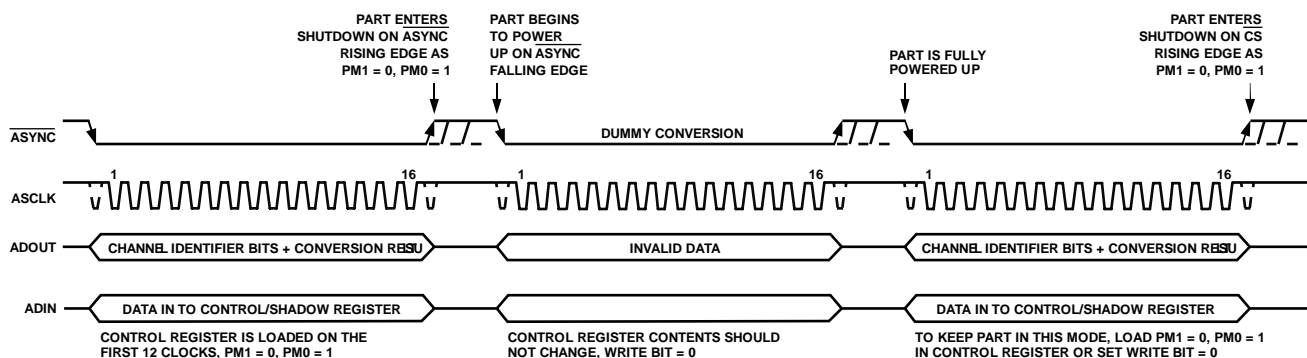 PART ENTERS
SHUTDOWN ON ASYNC
RISING EDGE AS
PM1 = 0, PM0 = 1
PART BEGINS
TO POWER
UP ON ASYNC
FALLING EDGE
PART IS FULLY
POWERED UP
PART ENTERS
SHUTDOWN ON CS
RISING EDGE AS
PM1 = 0, PM0 = 1
ASYNC
DUMMY CONVERSION
ASCLK
1
16
1
16
1
16
ADOUT
CHANNEL IDENTIFIER BITS + CONVERSION
INVALID DATA
CHANNEL IDENTIFIER BITS + CONVERSION
ADIN
DATA IN TO CONTROL/SHADOW REGISTER
DATA IN TO CONTROL/SHADOW REGISTER
CONTROL REGISTER IS LOADED ON THE
FIRST 12 CLOCKS, PM1 = 0, PM0 = 1
CONTROL REGISTER CONTENTS SHOULD
NOT CHANGE, WRITE BIT = 0
TO KEEP PART IN THIS MODE, LOAD PM1 = 0, PM0 = 1
IN CONTROL REGISTER OR SET WRITE BIT = 0